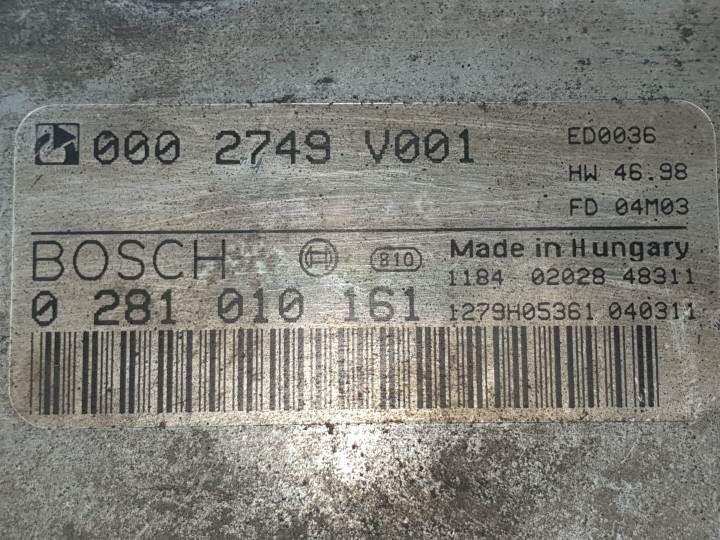 000 2749 V001
ED0036
HW 46.98
FD 04M03
BOSCH
810
Made in Hungary
1184 02028 48311
0 281 010 161
1279H05361 040311